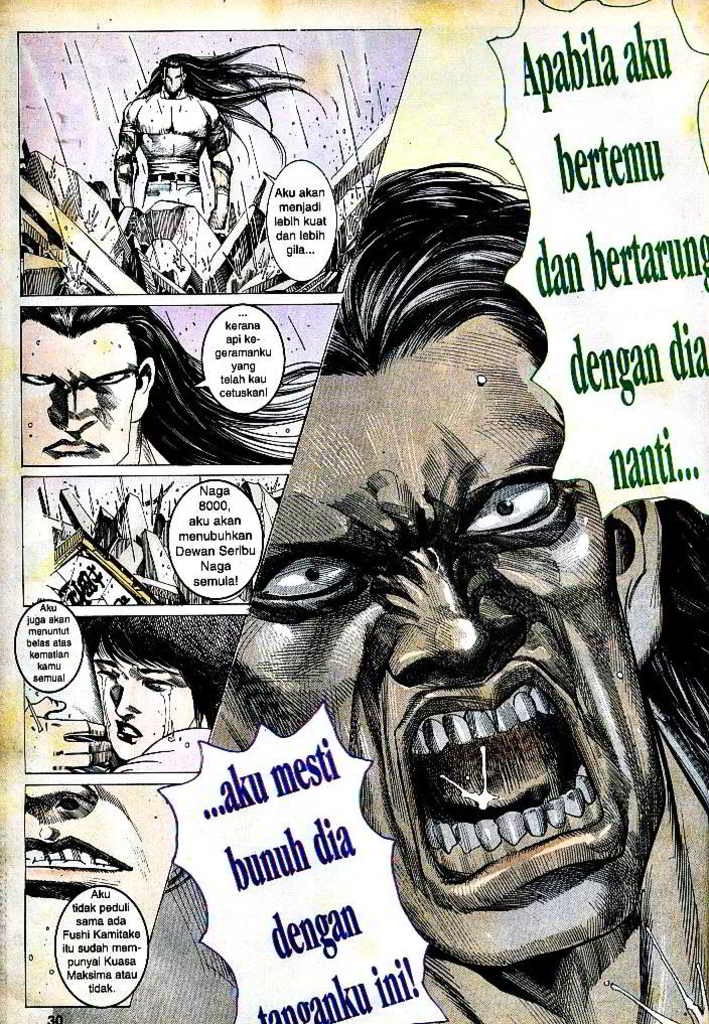 Aku akan
menjadi
lebih kuat
dan lebih
gila...
...
kerana
api ke-
geramanku
yang
telah kau
cetuskan!
Naga
8000,
aku akan
menubuhkan
Dewan Seribu
Naga
semula!
Aku
juga akan
menuntut
belas atas
kematian
kamu
semua!
Aku
tidak peduli
sama ada
Fushi Kamitake
itu sudah mem-
punyai Kuasa
Maksima atau
tidak.
Apabila aku
bertemu
dan bertarung
dengan dia
nanti...
...aku mesti
bunuh dia
dengan
tanganku ini!
30